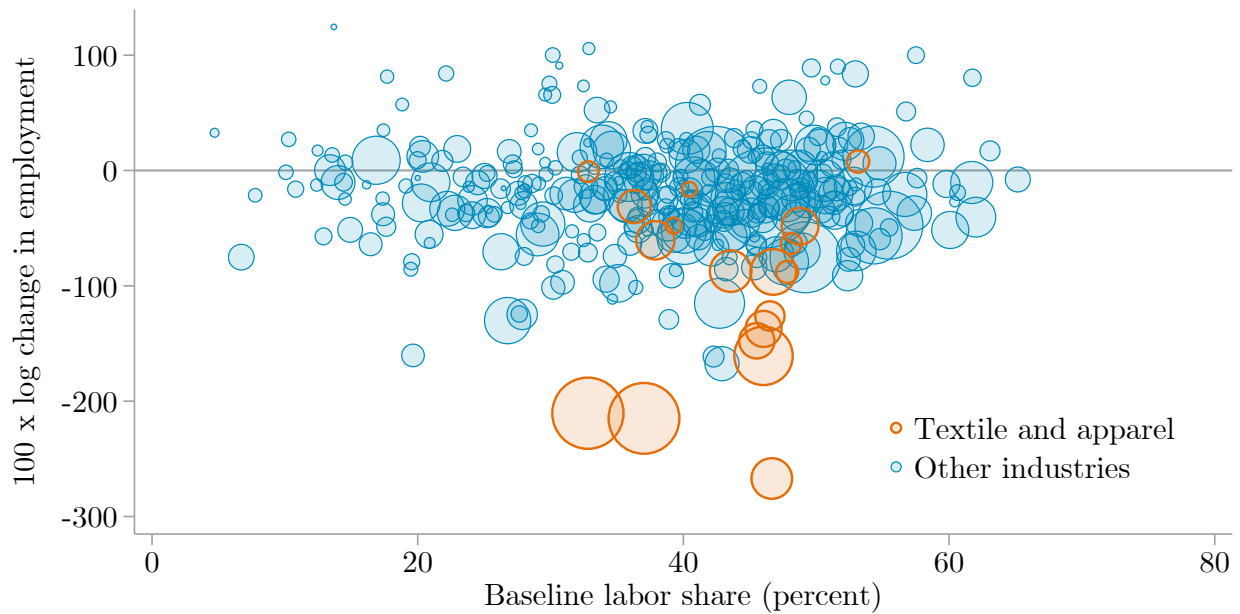 100 x log change in employment
100
0
-100
-200
-300
Textile and apparel
Other industries
0
20
40
60
80
Baseline labor share (percent)